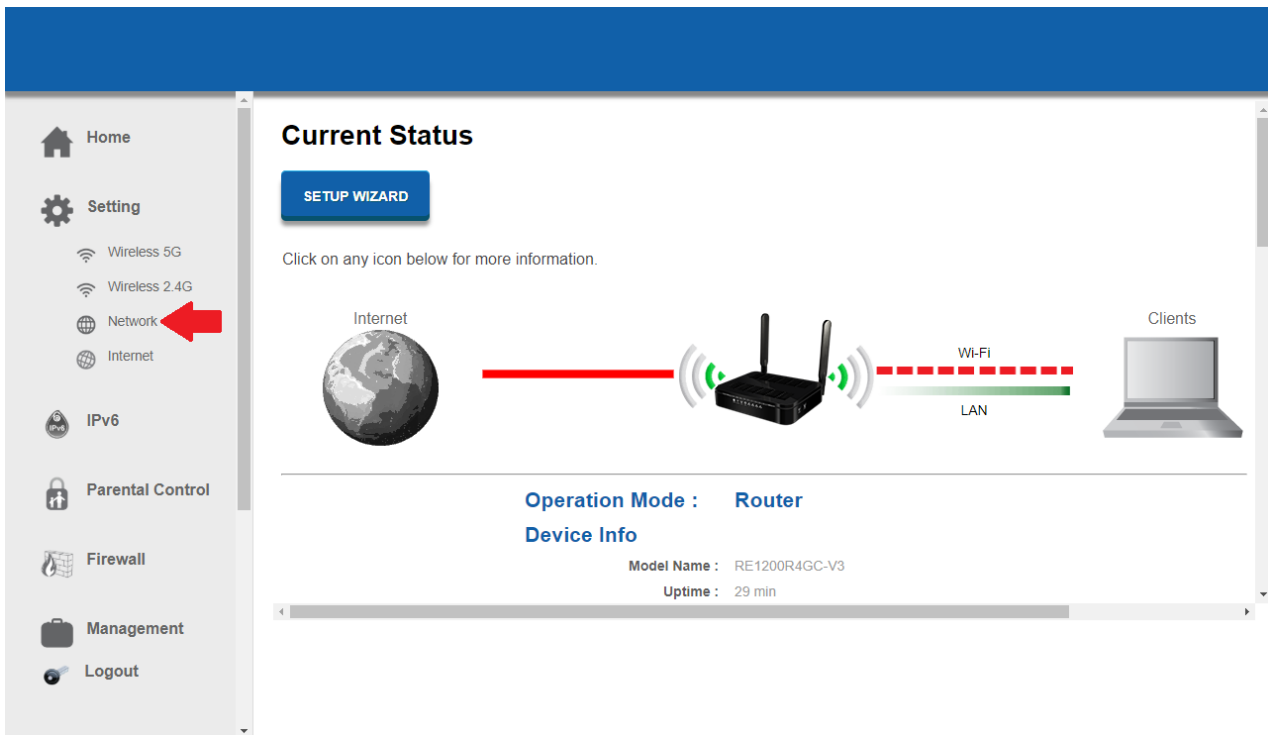 Home
Setting
Wireless 5G
Wireless 2.4G
Network
Internet
IPv6
Parental Control
Firewall
Management
Logout
Current Status
SETUP WIZARD
Click on any icon below for more information.
Internet
Wi-Fi
LAN
Clients
Operation Mode : Router
Device Info
Model Name : RE1200R4GC-V3
Uptime : 29 min